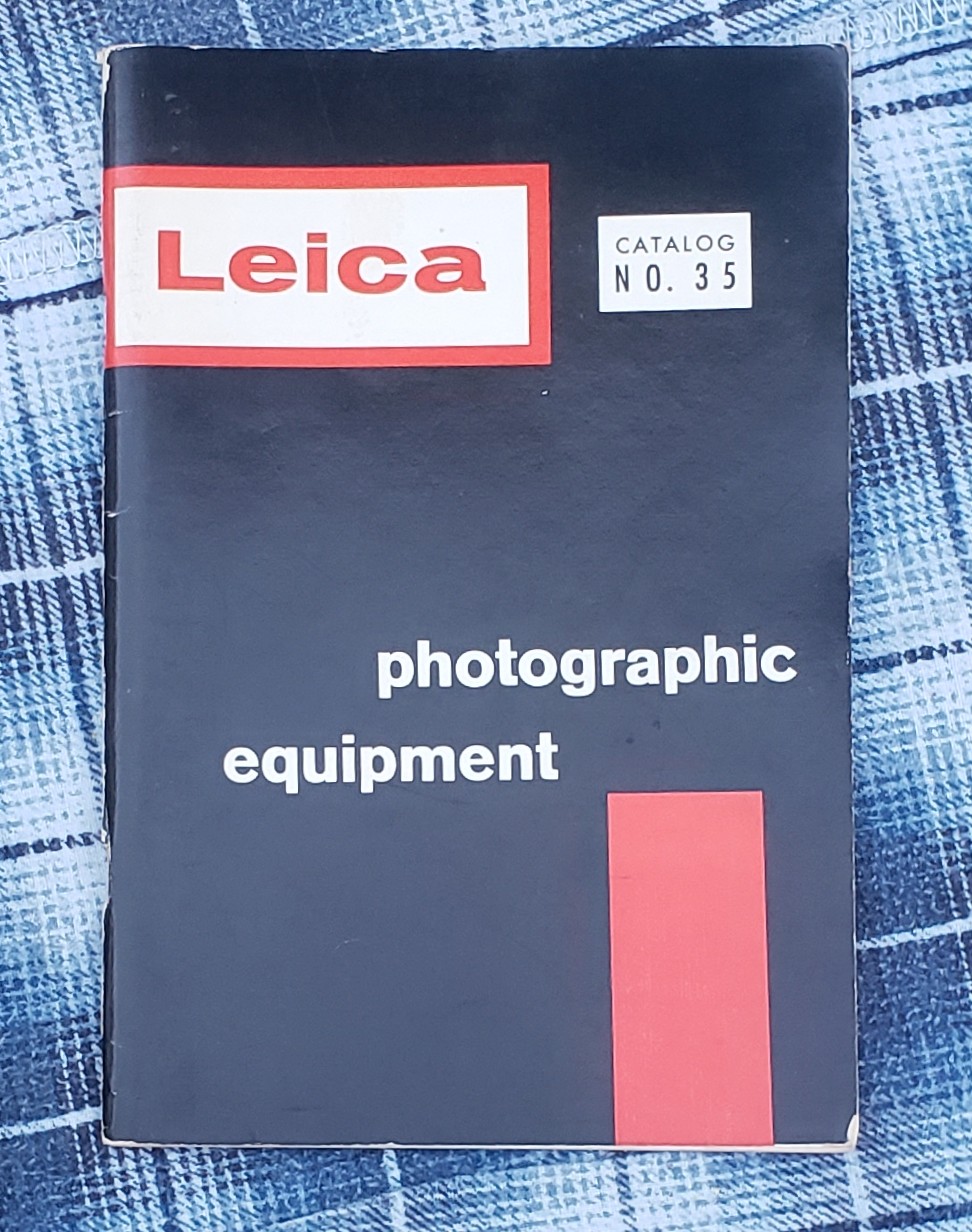 Leica
CATALOG
NO. 35
photographic
equipment